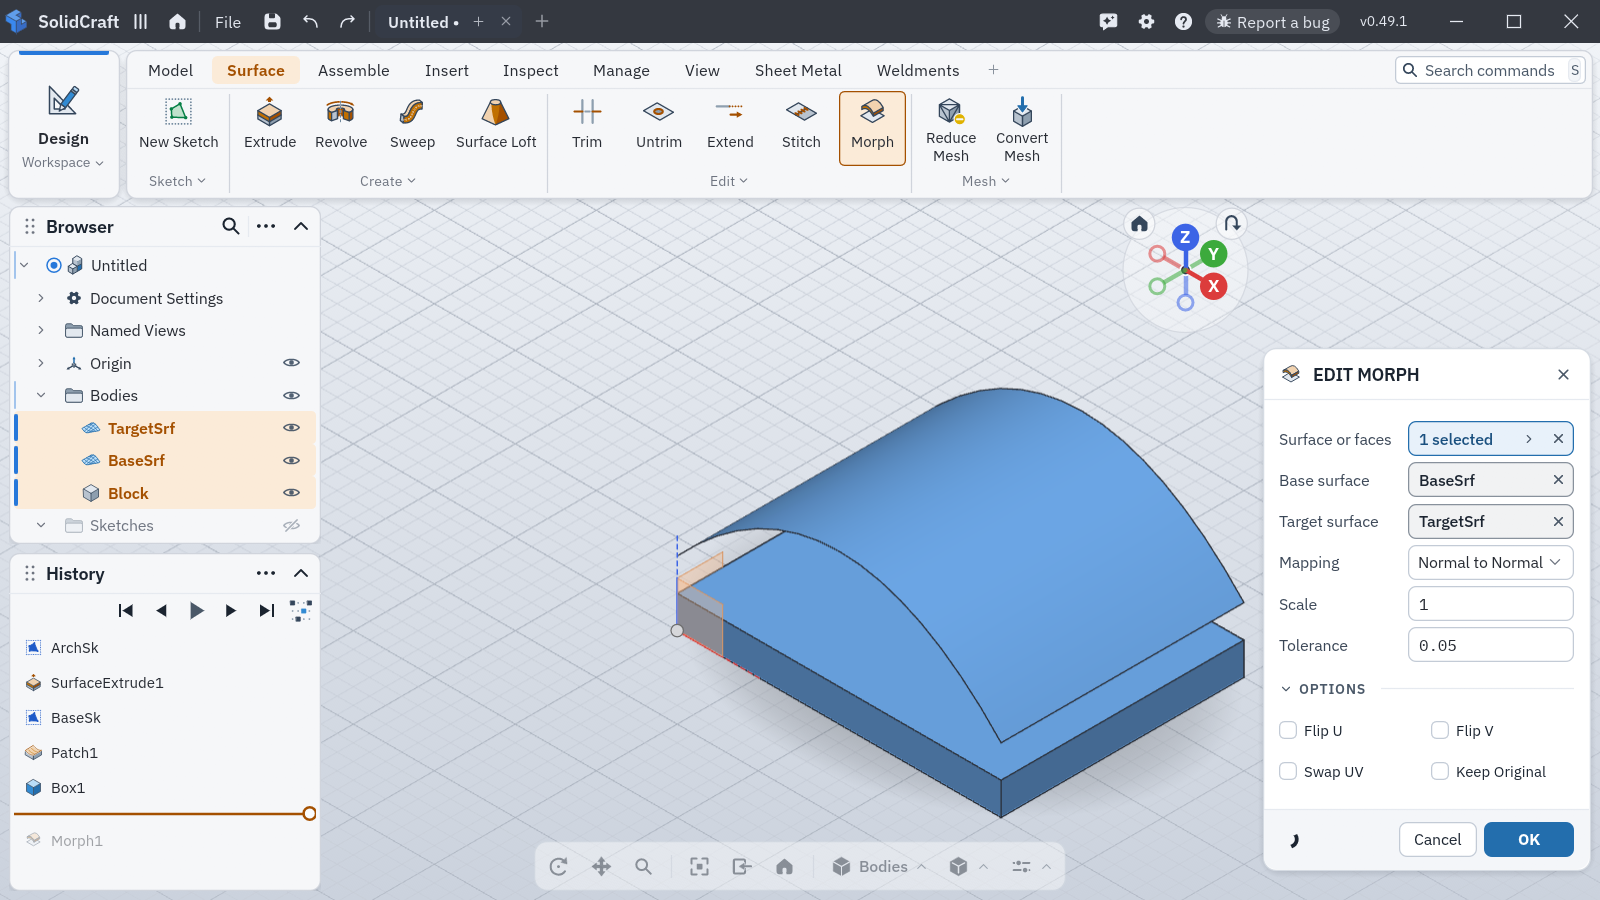 SolidCraft File Untitled • Report a bug v0.49.1
Design
Workspace
Model Surface Assemble Insert Inspect Manage View Sheet Metal Weldments Search commands S
New Sketch Extrude Revolve Sweep Surface Loft Trim Untrim Extend Stitch Morph Reduce Mesh Convert Mesh
Sketch Create Edit Mesh
Browser
Untitled
Document Settings
Named Views
Origin
Bodies
TargetSrf
BaseSrf
Block
Sketches
History
ArchSk
SurfaceExtrude1
BaseSk
Patch1
Box1
Morph1
Z
Y
X
EDIT MORPH
Surface or faces 1 selected
Base surface BaseSrf
Target surface TargetSrf
Mapping Normal to Normal
Scale 1
Tolerance 0.05
OPTIONS
Flip U Flip V
Swap UV Keep Original
Cancel OK
Bodies